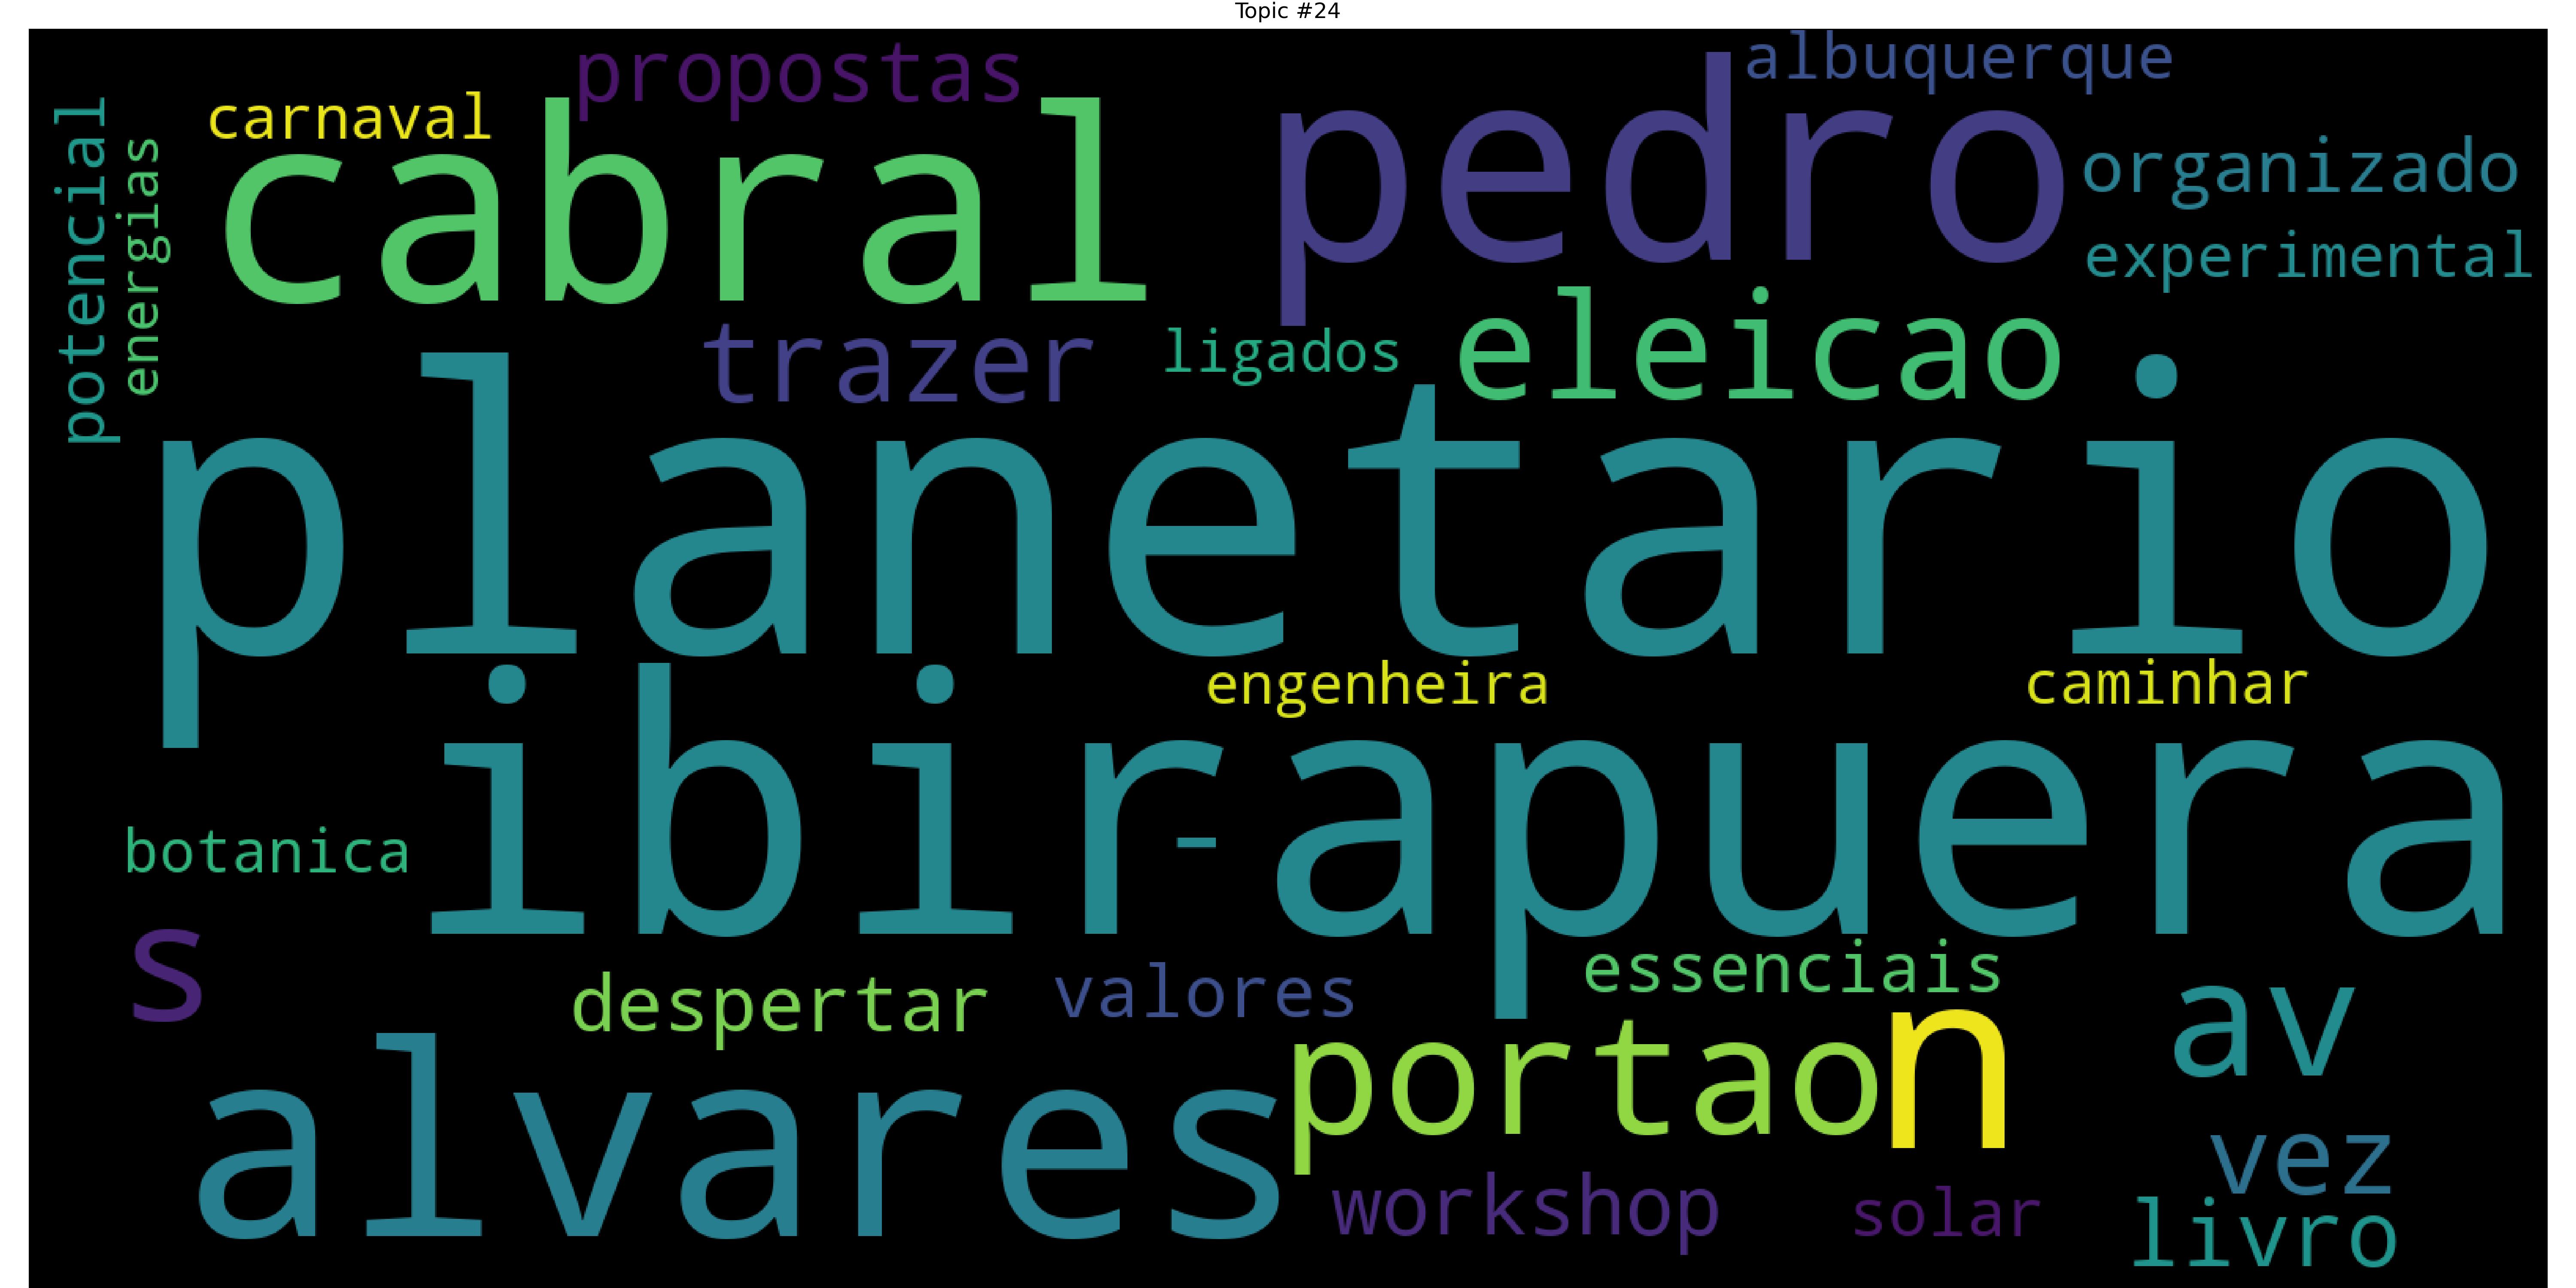 Topic #24
propostas
albuquerque
carnaval
potencial
energias
cabral
pedro
organizado
experimental
trazer
ligados
eleicao
planetario
engenheira
caminhar
ibirapuera
-
botanica
s
despertar
valores
essenciais
av
alvares
portao
n
vez
workshop
solar
livro